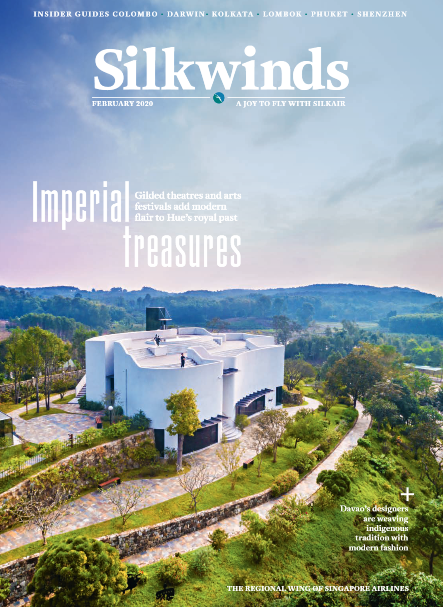 INSIDER GUIDES COLOMBO • DARWIN • KOLKATA • LOMBOK • PHUKET • SHENZHEN
Silkwinds
FEBRUARY 2020
A JOY TO FLY WITH SILKAIR
Imperial
Gilded theatres and arts
festivals add modern
flair to Hue's royal past
treasures
+
Davao's designers
are weaving
indigenous
tradition with
modern fashion
THE REGIONAL WING OF SINGAPORE AIRLINES